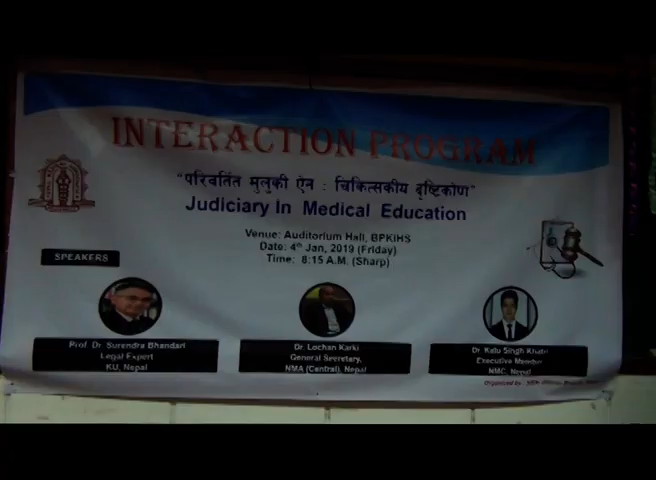 INTERACTION PROGRAM
"परिवर्तित मुलुकी ऐन : चिकित्सकीय दृष्टिकोण"
Judiciary In Medical Education
Venue: Auditorium Hall, BPKIHS
Date: 4th Jan, 2019 (Friday)
Time: 8:15 A.M. (Sharp)
SPEAKERS
Prof. Dr. Surendra Bhandari
Legal Expert
KU, Nepal
Dr. Lochan Karki
General Secretary,
NMA (Central), Nepal
Dr. Singh Khatri
Executive Member
NMC, Nepal
Organized by: